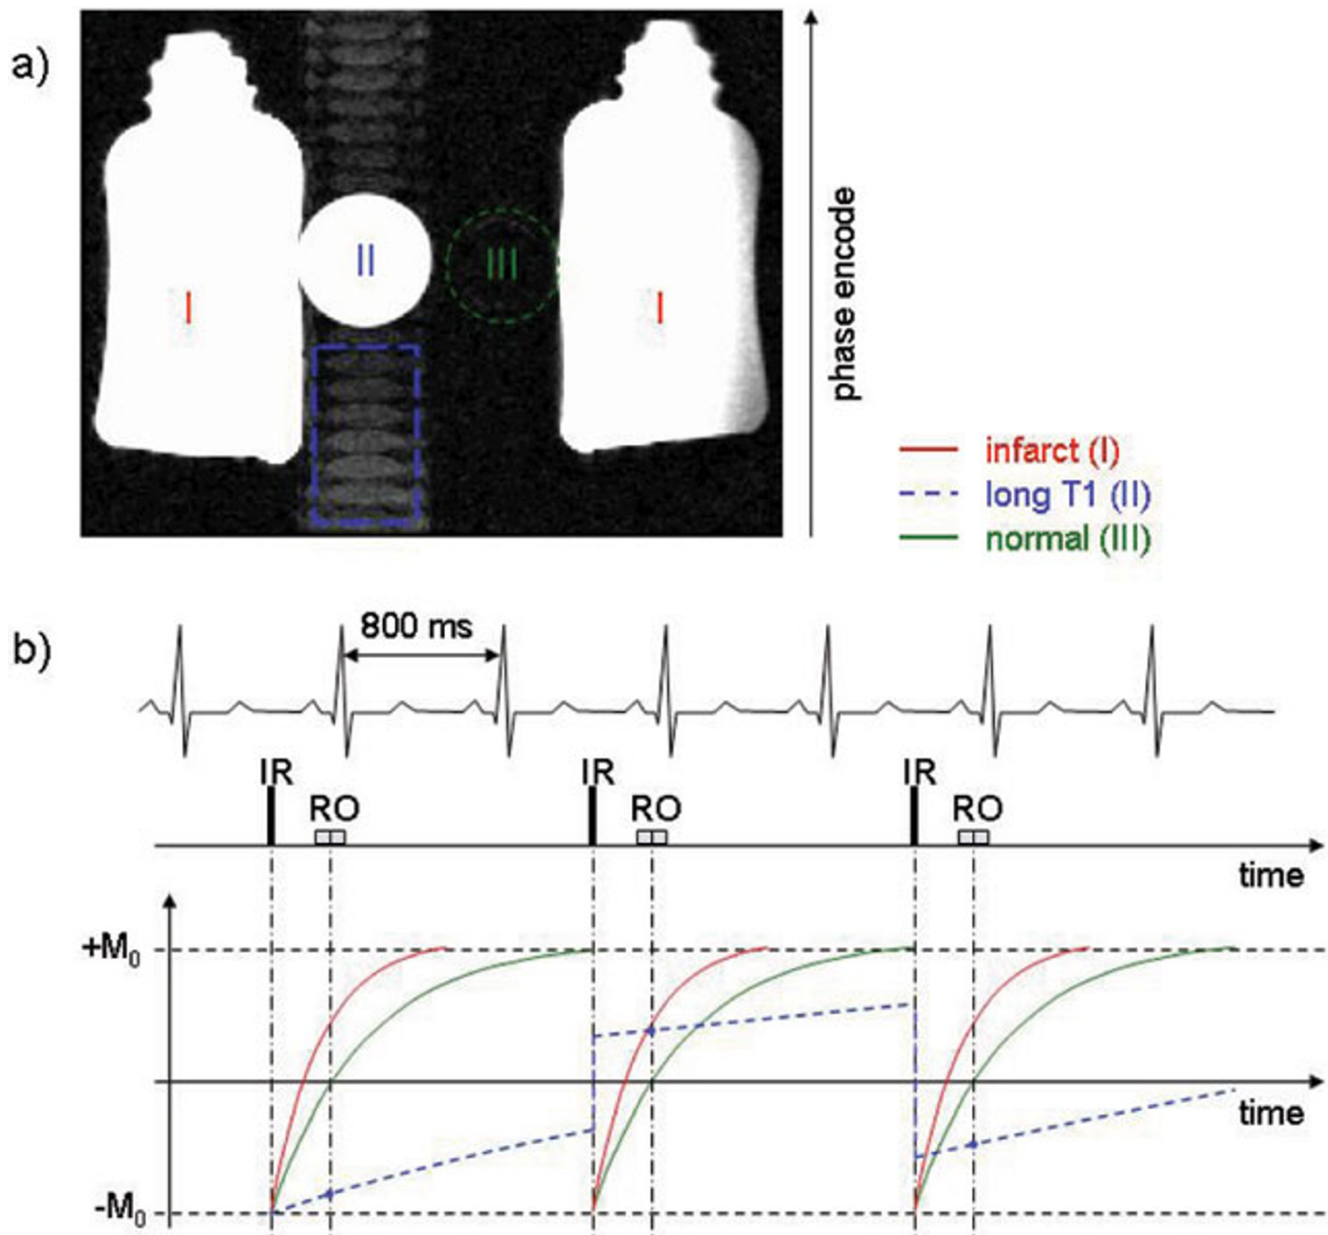 a)
I
II
III
I
phase encode
infarct (I)
long T1 (II)
normal (III)
b)
800 ms
IR
IR
IR
RO
RO
RO
time
+M0
time
-M0